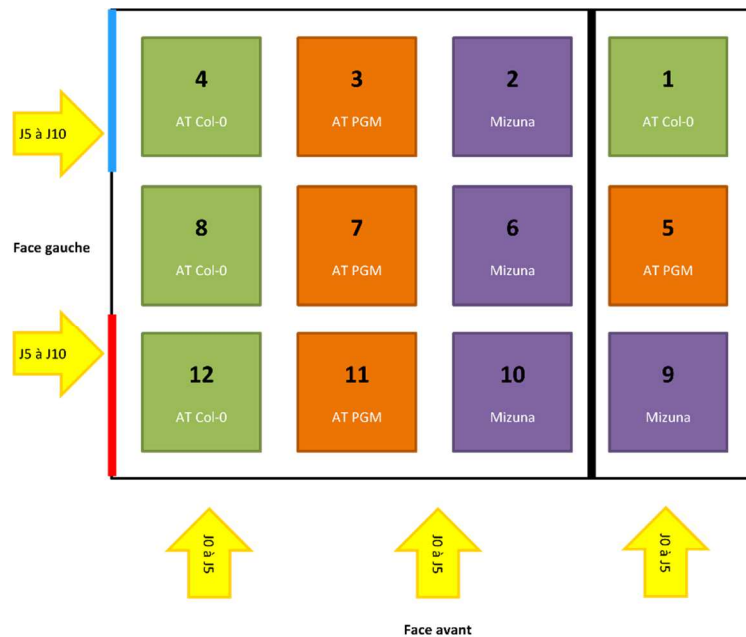 4
AT Col-0
3
AT PGM
2
Mizuna
1
AT Col-0
J5 à J10
8
AT Col-0
7
AT PGM
6
Mizuna
5
AT PGM
Face gauche
J5 à J10
12
AT Col-0
11
AT PGM
10
Mizuna
9
Mizuna
J0 à J5
J0 à J5
J0 à J5
Face avant